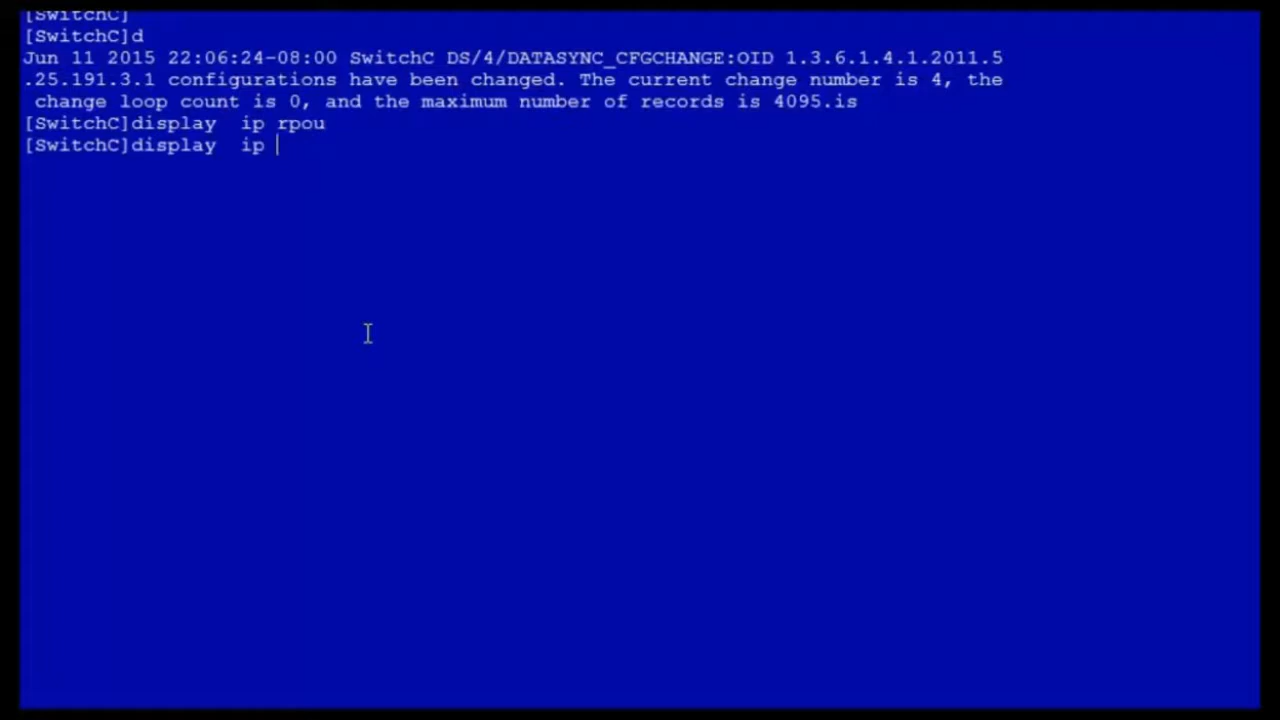 [SwitchC]
[SwitchC]d
Jun 11 2015 22:06:24-08:00 SwitchC DS/4/DATASYNC_CFGCHANGE:OID 1.3.6.1.4.1.2011.5
.25.191.3.1 configurations have been changed. The current change number is 4, the
 change loop count is 0, and the maximum number of records is 4095.is
[SwitchC]display  ip rpou
[SwitchC]display  ip